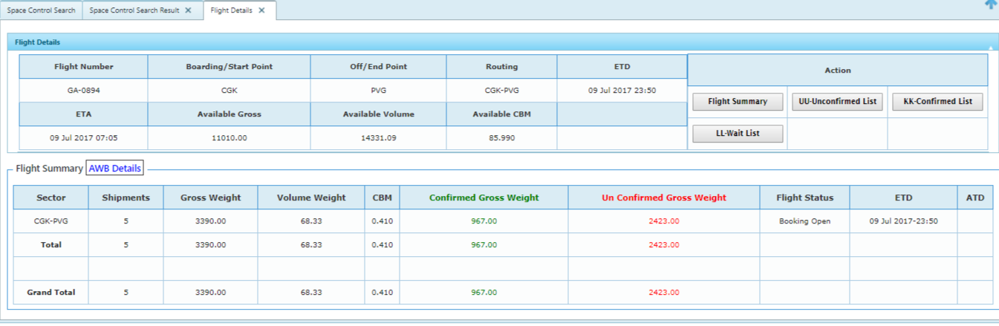 Space Control Search Space Control Search Result X Flight Details X
Flight Details
Flight Number Boarding/Start Point Off/End Point Routing ETD Action
GA-0894 CGK PVG CGK-PVG 09 Jul 2017 23:50
Flight Summary UU-Unconfirmed List KK-Confirmed List
ETA Available Gross Available Volume Available CBM
09 Jul 2017 07:05 11010.00 14331.09 85.990
LL-Wait List
Flight Summary AWB Details
Sector Shipments Gross Weight Volume Weight CBM Confirmed Gross Weight Un Confirmed Gross Weight Flight Status ETD ATD
CGK-PVG 5 3390.00 68.33 0.410 967.00 2423.00 Booking Open 09 Jul 2017-23:50
Total 5 3390.00 68.33 0.410 967.00 2423.00
Grand Total 5 3390.00 68.33 0.410 967.00 2423.00